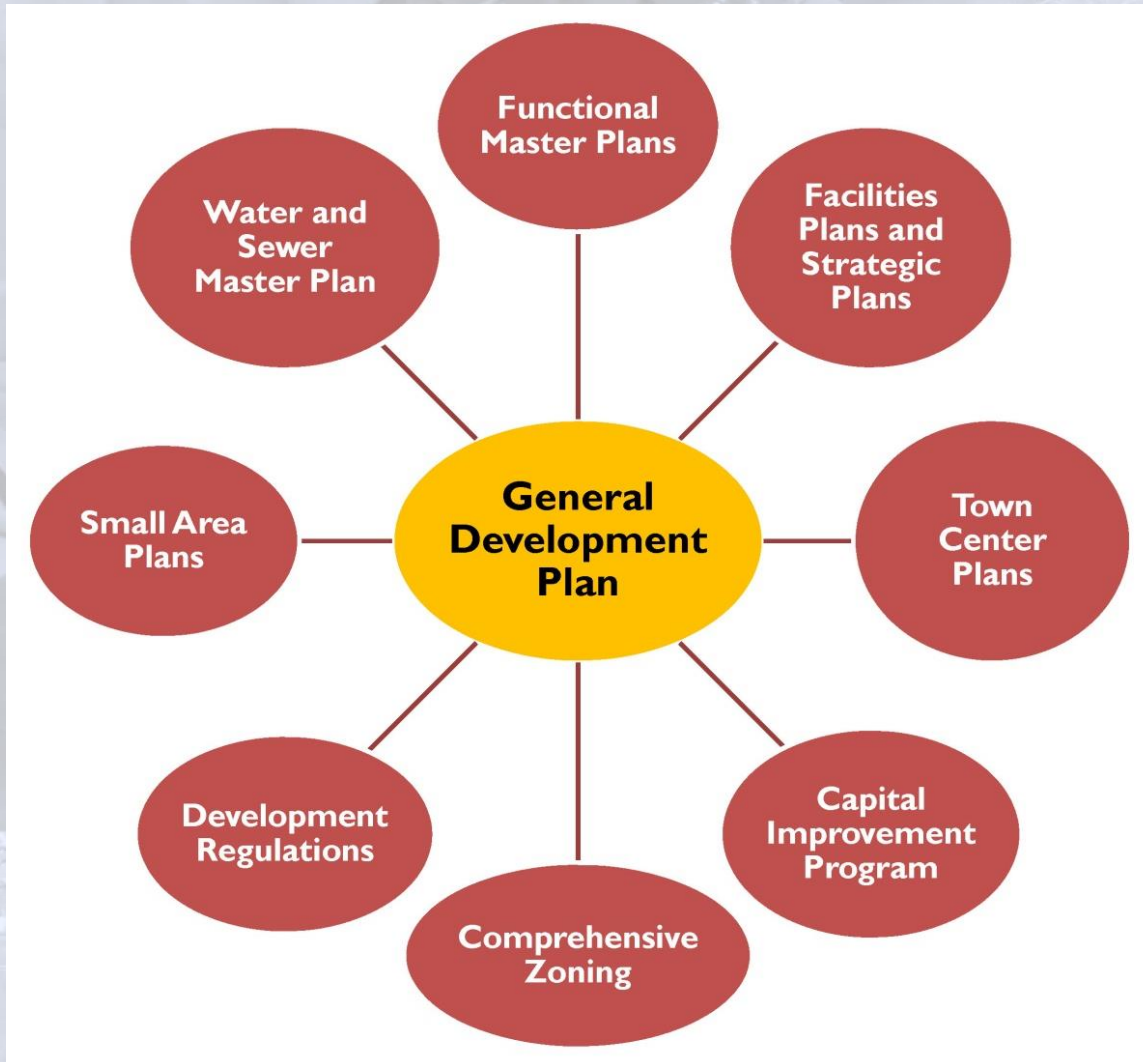 Functional
Master Plans
Facilities
Plans and
Strategic
Plans
Town
Center
Plans
Capital
Improvement
Program
Comprehensive
Zoning
Development
Regulations
Small Area
Plans
Water and
Sewer
Master Plan
General
Development
Plan